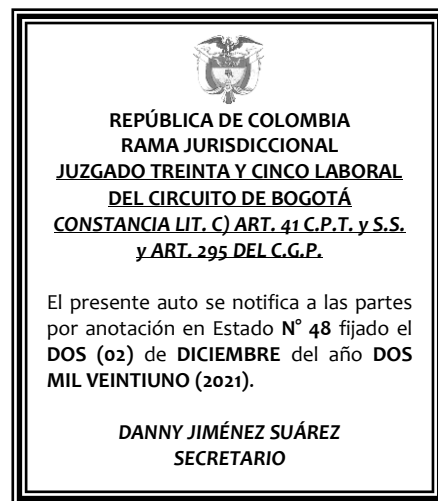 REPÚBLICA DE COLOMBIA
RAMA JURISDICCIONAL
JUZGADO TREINTA Y CINCO LABORAL
DEL CIRCUITO DE BOGOTÁ
CONSTANCIA LIT. C) ART. 41 C.P.T. y S.S.
y ART. 295 DEL C.G.P.
El presente auto se notifica a las partes
por anotación en Estado N° 48 fijado el
DOS (02) de DICIEMBRE del año DOS
MIL VEINTIUNO (2021).
DANNY JIMÉNEZ SUÁREZ
SECRETARIO